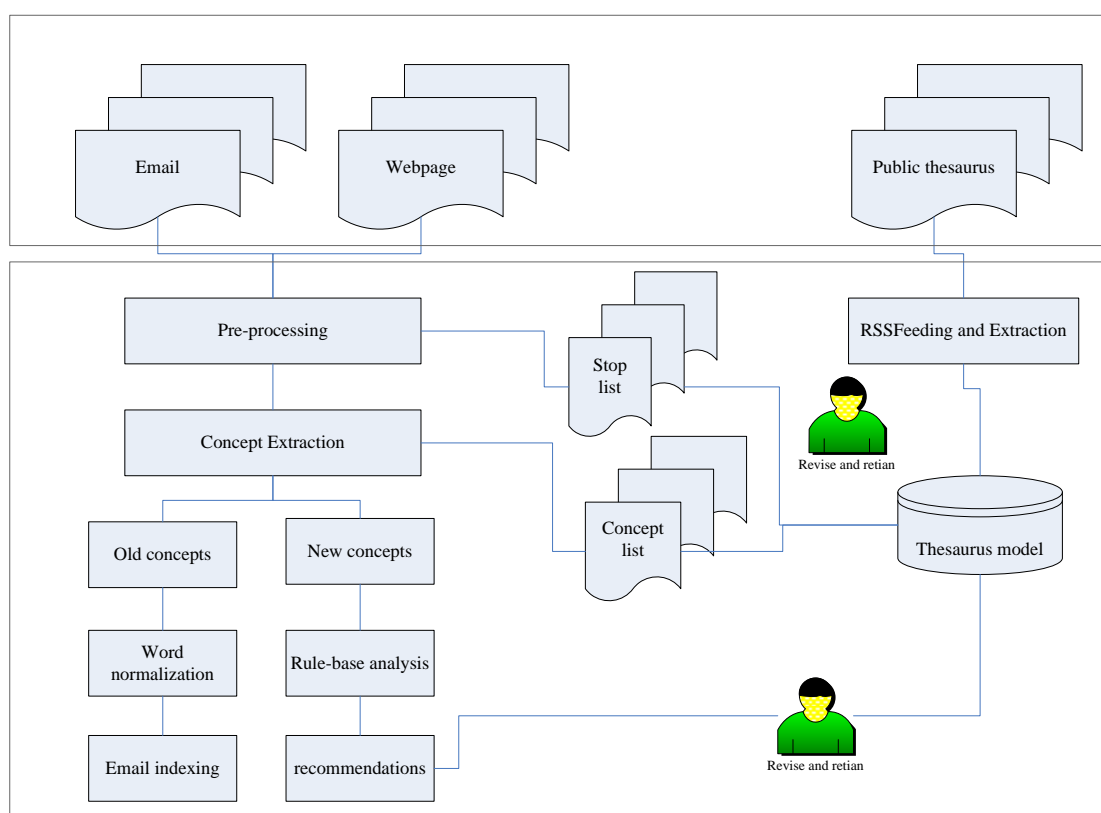 Email
Webpage
Public thesaurus
Pre-processing
RSSFeeding and Extraction
Stop
list
Revise and retian
Concept Extraction
Concept
list
Thesaurus model
Old concepts
New concepts
Word
normalization
Rule-base analysis
Email indexing
recommendations
Revise and retian